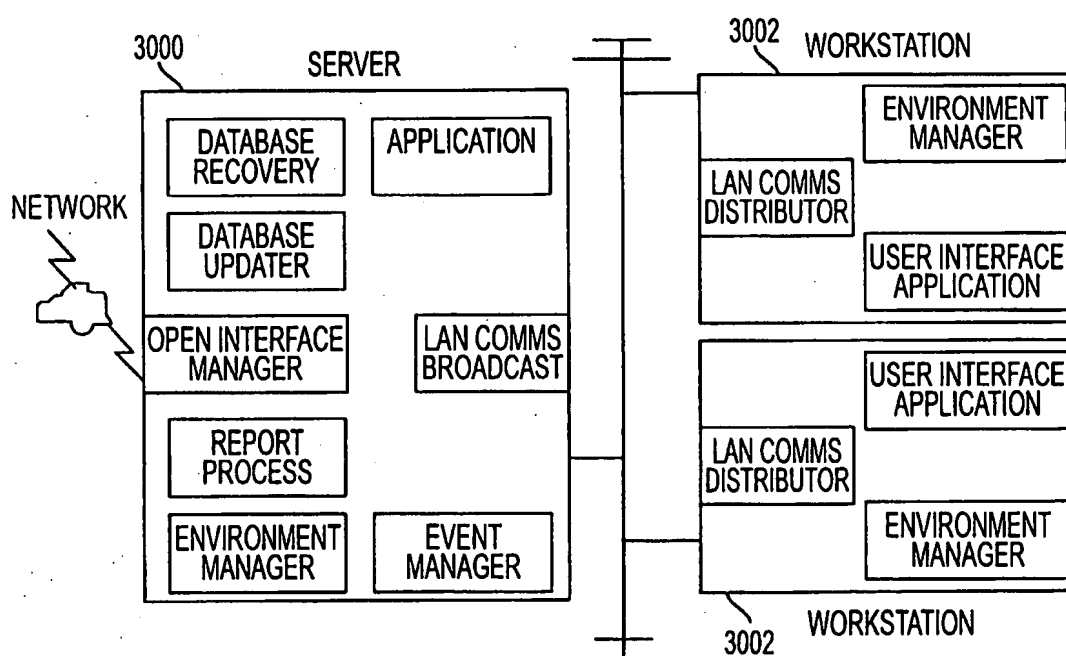 3000
SERVER
DATABASE
RECOVERY
APPLICATION
NETWORK
DATABASE
UPDATER
OPEN INTERFACE
MANAGER
LAN COMMS
BROADCAST
REPORT
PROCESS
ENVIRONMENT
MANAGER
EVENT
MANAGER
3002
WORKSTATION
ENVIRONMENT
MANAGER
LAN COMMS
DISTRIBUTOR
USER INTERFACE
APPLICATION
USER INTERFACE
APPLICATION
LAN COMMS
DISTRIBUTOR
ENVIRONMENT
MANAGER
3002
WORKSTATION